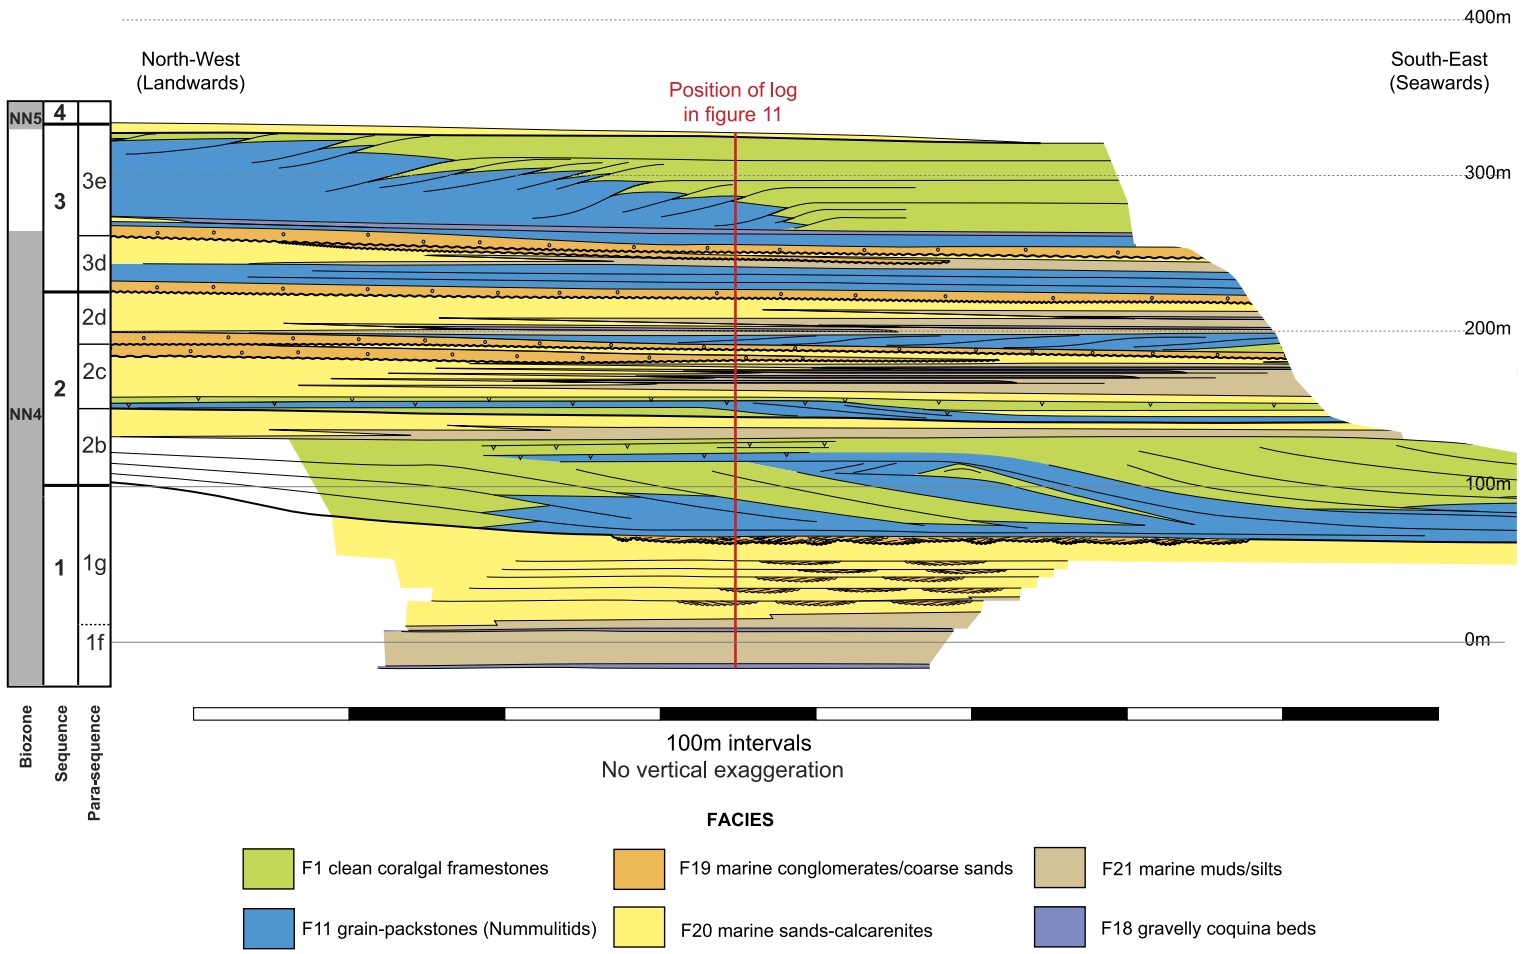 400m
North-West
(Landwards)
South-East
(Seawards)
Position of log
in figure 11
NN5
4
3
3e
300m
3d
2d
200m
2
2c
NN4
2b
100m
1
1g
1f
0m
Biozone
Sequence
Para-sequence
100m intervals
No vertical exaggeration
FACIES
F1 clean coralgal framestones
F19 marine conglomerates/coarse sands
F21 marine muds/silts
F11 grain-packstones (Nummulitids)
F20 marine sands-calcarenites
F18 gravelly coquina beds